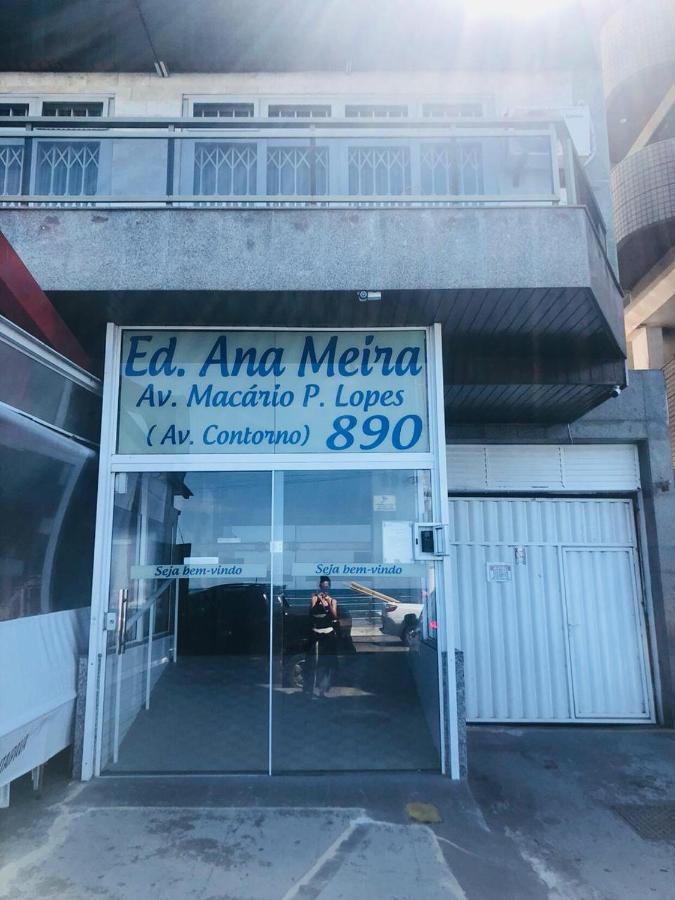 Ed. Ana Meira
Av. Macário P. Lopes
( Av. Contorno) 890
Seja bem-vindo
Seja bem-vindo